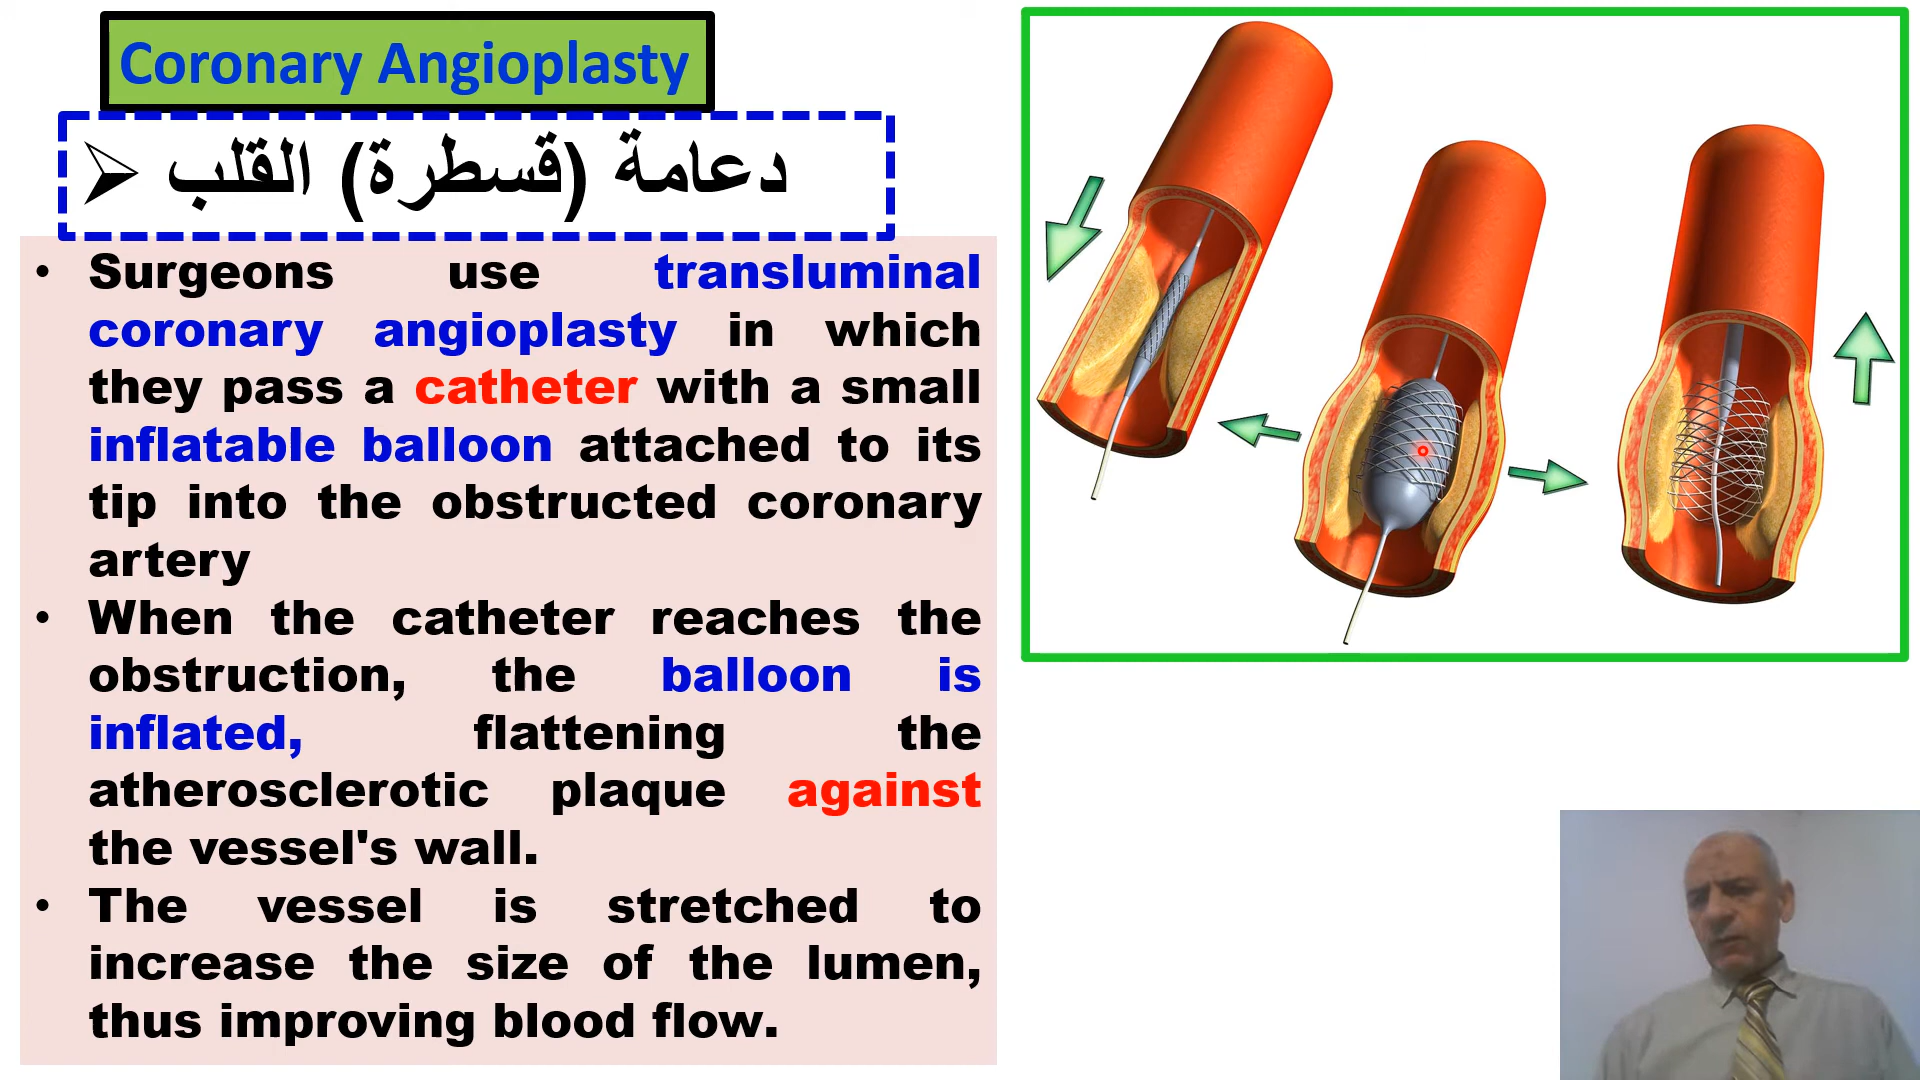 Coronary Angioplasty
➢ دعامة (قسطرة) القلب
• Surgeons use transluminal
coronary angioplasty in which
they pass a catheter with a small
inflatable balloon attached to its
tip into the obstructed coronary
artery
• When the catheter reaches the
obstruction, the balloon is
inflated, flattening the
atherosclerotic plaque against
the vessel's wall.
• The vessel is stretched to
increase the size of the lumen,
thus improving blood flow.